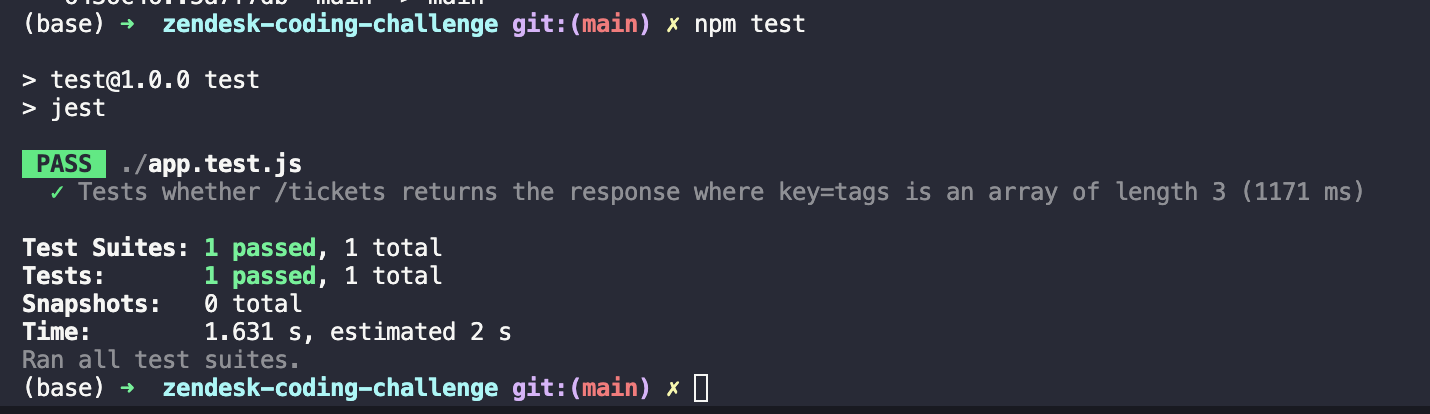 (base) ➜ zendesk-coding-challenge git:(main) ✗ npm test
> test@1.0.0 test
> jest
PASS ./app.test.js
✓ Tests whether /tickets returns the response where key=tags is an array of length 3 (1171 ms)
Test Suites: 1 passed, 1 total
Tests: 1 passed, 1 total
Snapshots: 0 total
Time: 1.631 s, estimated 2 s
Ran all test suites.
(base) ➜ zendesk-coding-challenge git:(main) ✗